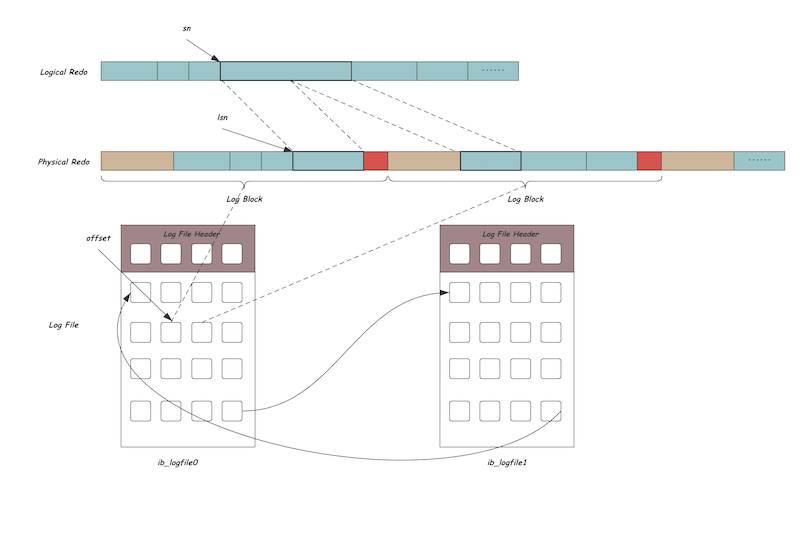 sn
Logical Redo
......
lsn
Physical Redo
......
Log Block
Log Block
offset
Log File Header
Log File Header
Log File
ib_logfile0
ib_logfile1